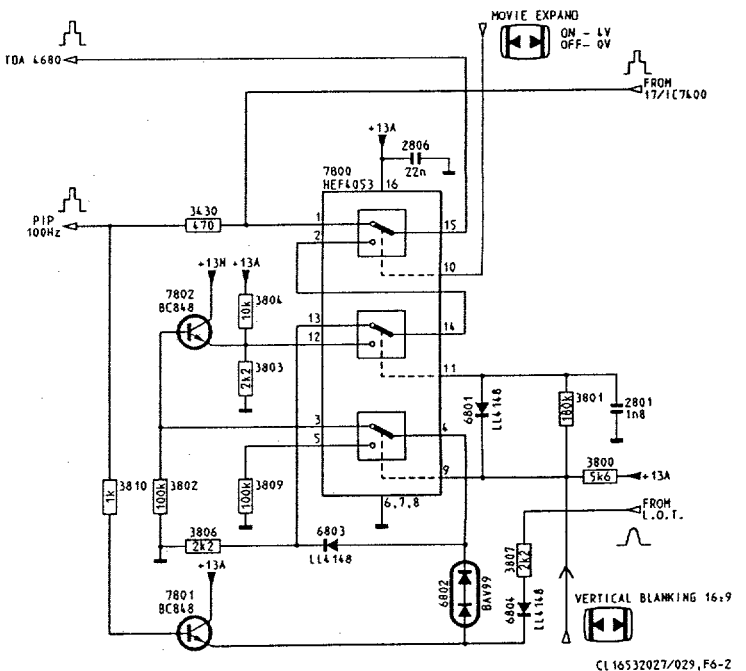 MOVIE EXPAND
ON - 4V
OFF- 0V
TDA 4680
FROM
17/IC7400
+13A
2806
22n
7800
HEF4053
16
PIP
100Hz
3430
470
1
15
2
10
+13N +13A
7802
BC848
3804
10k
13
14
12
3803
2k2
11
6801
LL4148
180k
3801
2801
1n8
3
4
5
9
3800
5k6
+13A
1k
3810
100k
3802
100k
3809
6,7,8
FROM
L.O.T.
3806
2k2
6803
LL4148
3807
2k2
+13A
7801
BC848
6802
BAV99
6804
LL4148
VERTICAL BLANKING 16:9
CL 16532027/029,F6-2